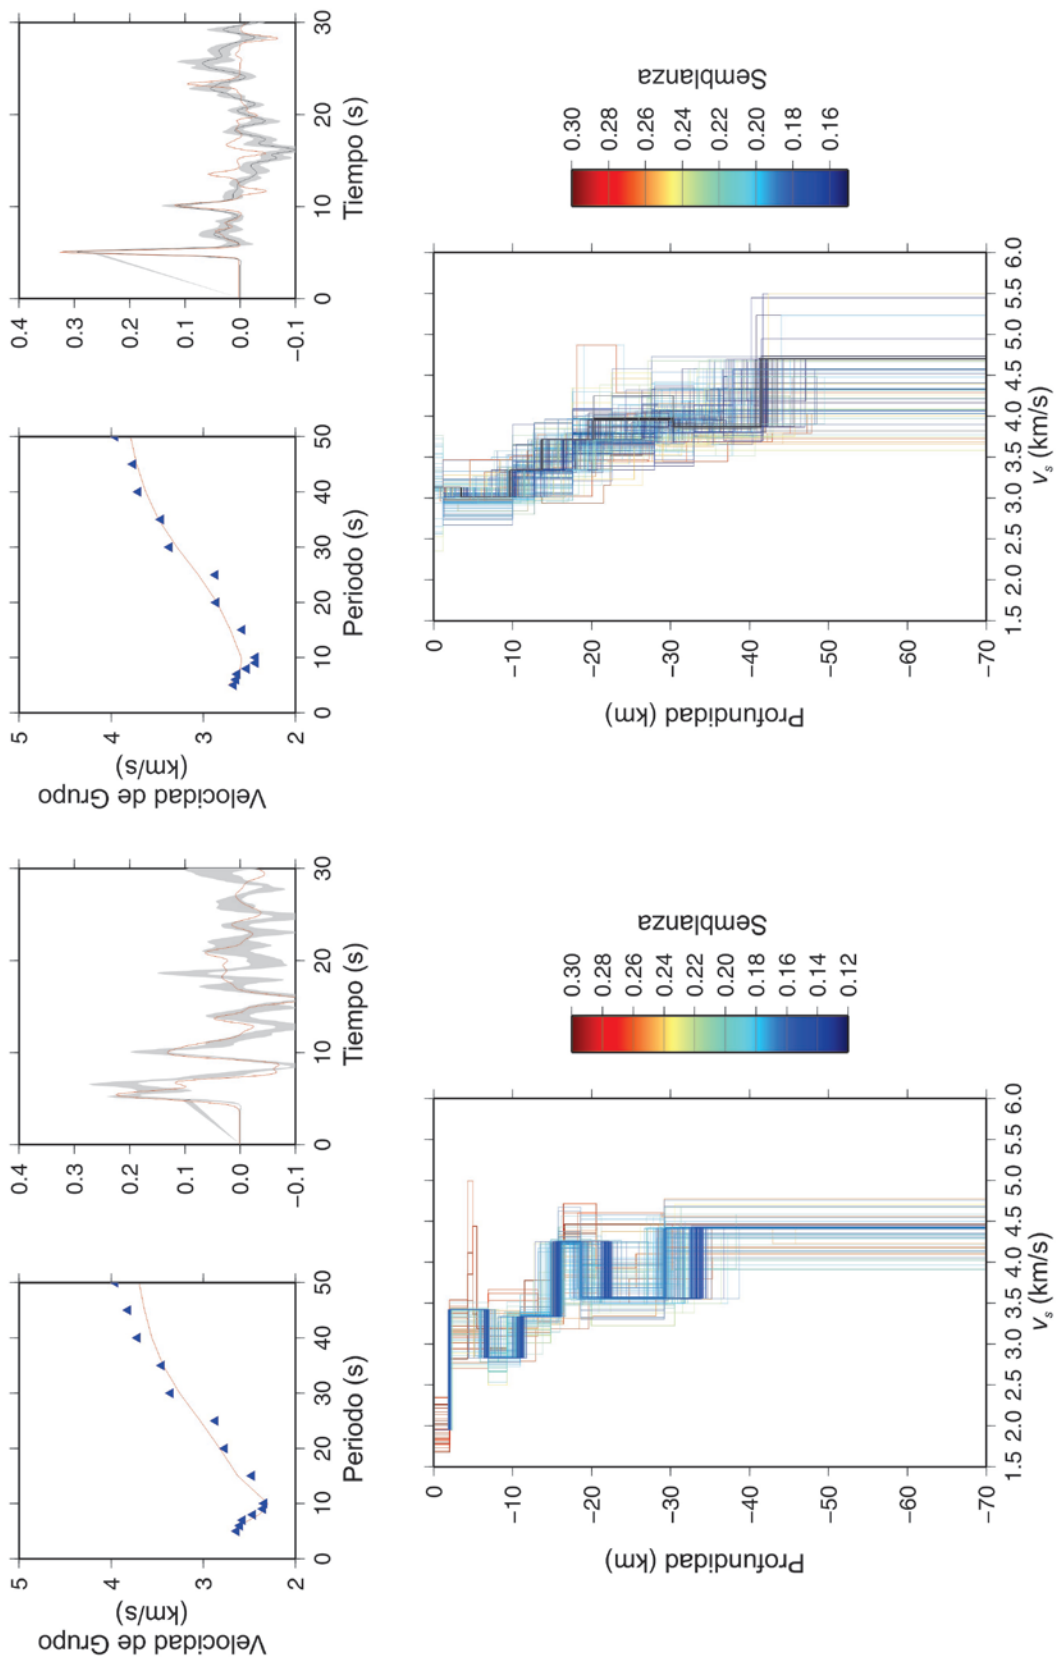 Velocidad de Grupo
(km/s)
5
4
3
2
0 10 20 30 40 50
Periodo (s)
0.4
0.3
0.2
0.1
0.0
−0.1
0 10 20 30
Tiempo (s)
Profundidad (km)
0
−10
−20
−30
−40
−50
−60
−70
1.5 2.0 2.5 3.0 3.5 4.0 4.5 5.0 5.5 6.0
Vs (km/s)
0.30
0.28
0.26
0.24
0.22
0.20
0.18
0.16
0.14
0.12
Semblanza
Velocidad de Grupo
(km/s)
5
4
3
2
0 10 20 30 40 50
Periodo (s)
0.4
0.3
0.2
0.1
0.0
−0.1
0 10 20 30
Tiempo (s)
Profundidad (km)
0
−10
−20
−30
−40
−50
−60
−70
1.5 2.0 2.5 3.0 3.5 4.0 4.5 5.0 5.5 6.0
Vs (km/s)
0.30
0.28
0.26
0.24
0.22
0.20
0.18
0.16
Semblanza